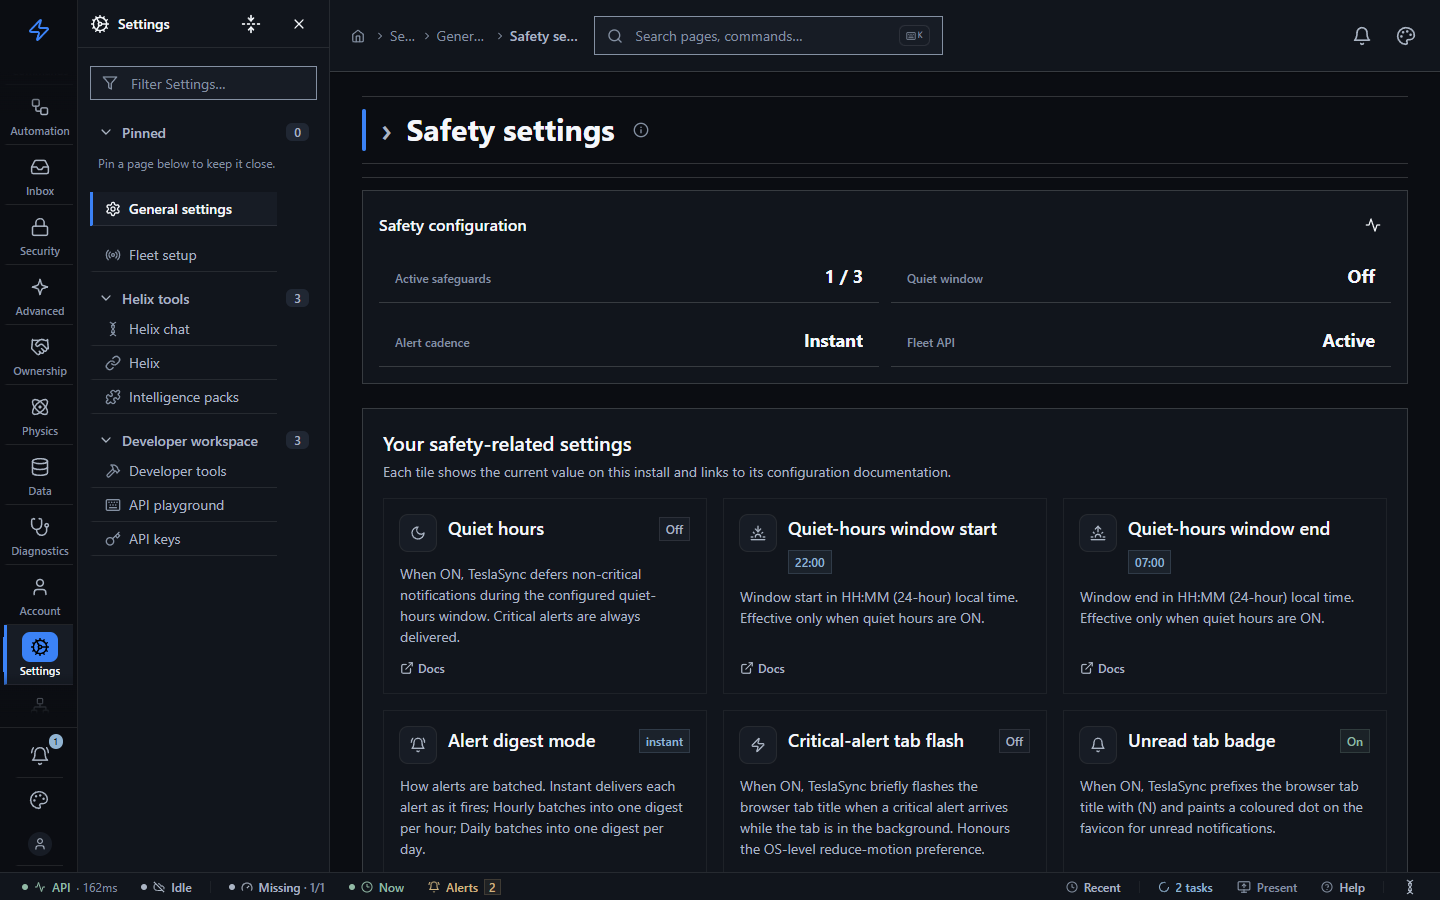 Automation
Inbox
Security
Advanced
Ownership
Physics
Data
Diagnostics
Account
Settings
1
Settings
Filter Settings...
Pinned
0
Pin a page below to keep it close.
General settings
Fleet setup
Helix tools
3
Helix chat
Helix
Intelligence packs
Developer workspace
3
Developer tools
API playground
API keys
Se...
Gener...
Safety se...
Search pages, commands...
K
Safety settings
Safety configuration
Active safeguards
1 / 3
Quiet window
Off
Alert cadence
Instant
Fleet API
Active
Your safety-related settings
Each tile shows the current value on this install and links to its configuration documentation.
Quiet hours
Off
When ON, TeslaSync defers non-critical
notifications during the configured quiet-
hours window. Critical alerts are always
delivered.
Docs
Quiet-hours window start
22:00
Window start in HH:MM (24-hour) local time.
Effective only when quiet hours are ON.
Docs
Quiet-hours window end
07:00
Window end in HH:MM (24-hour) local time.
Effective only when quiet hours are ON.
Docs
Alert digest mode
instant
How alerts are batched. Instant delivers each
alert as it fires; Hourly batches into one digest
per hour; Daily batches into one digest per
day.
Critical-alert tab flash
Off
When ON, TeslaSync briefly flashes the
browser tab title when a critical alert arrives
while the tab is in the background. Honours
the OS-level reduce-motion preference.
Unread tab badge
On
When ON, TeslaSync prefixes the browser tab
title with (N) and paints a coloured dot on the
favicon for unread notifications.
API · 162ms
Idle
Missing · 1/1
Now
Alerts 2
Recent
2 tasks
Present
Help